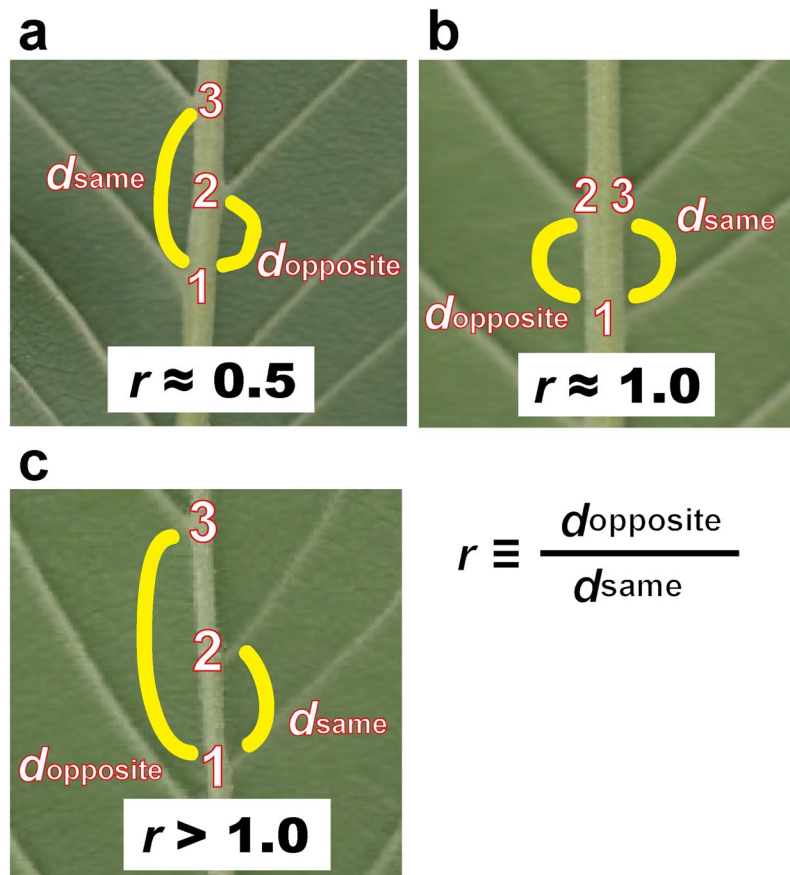 a
3
dsame
2
dopposite
1
r ≈ 0.5
b
2 3
dsame
dopposite
1
r ≈ 1.0
c
3
2
dsame
dopposite
1
r > 1.0
r ≡ dopposite
dsame